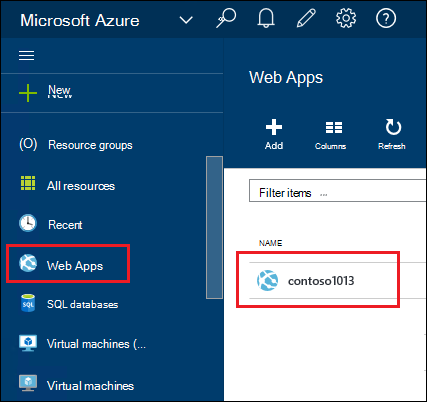 Microsoft Azure
New
(O) Resource groups
All resources
Recent
Web Apps
SQL databases
Virtual machines (...
Virtual machines
Web Apps
Add
Columns
Refresh
Filter items ...
NAME
contoso1013